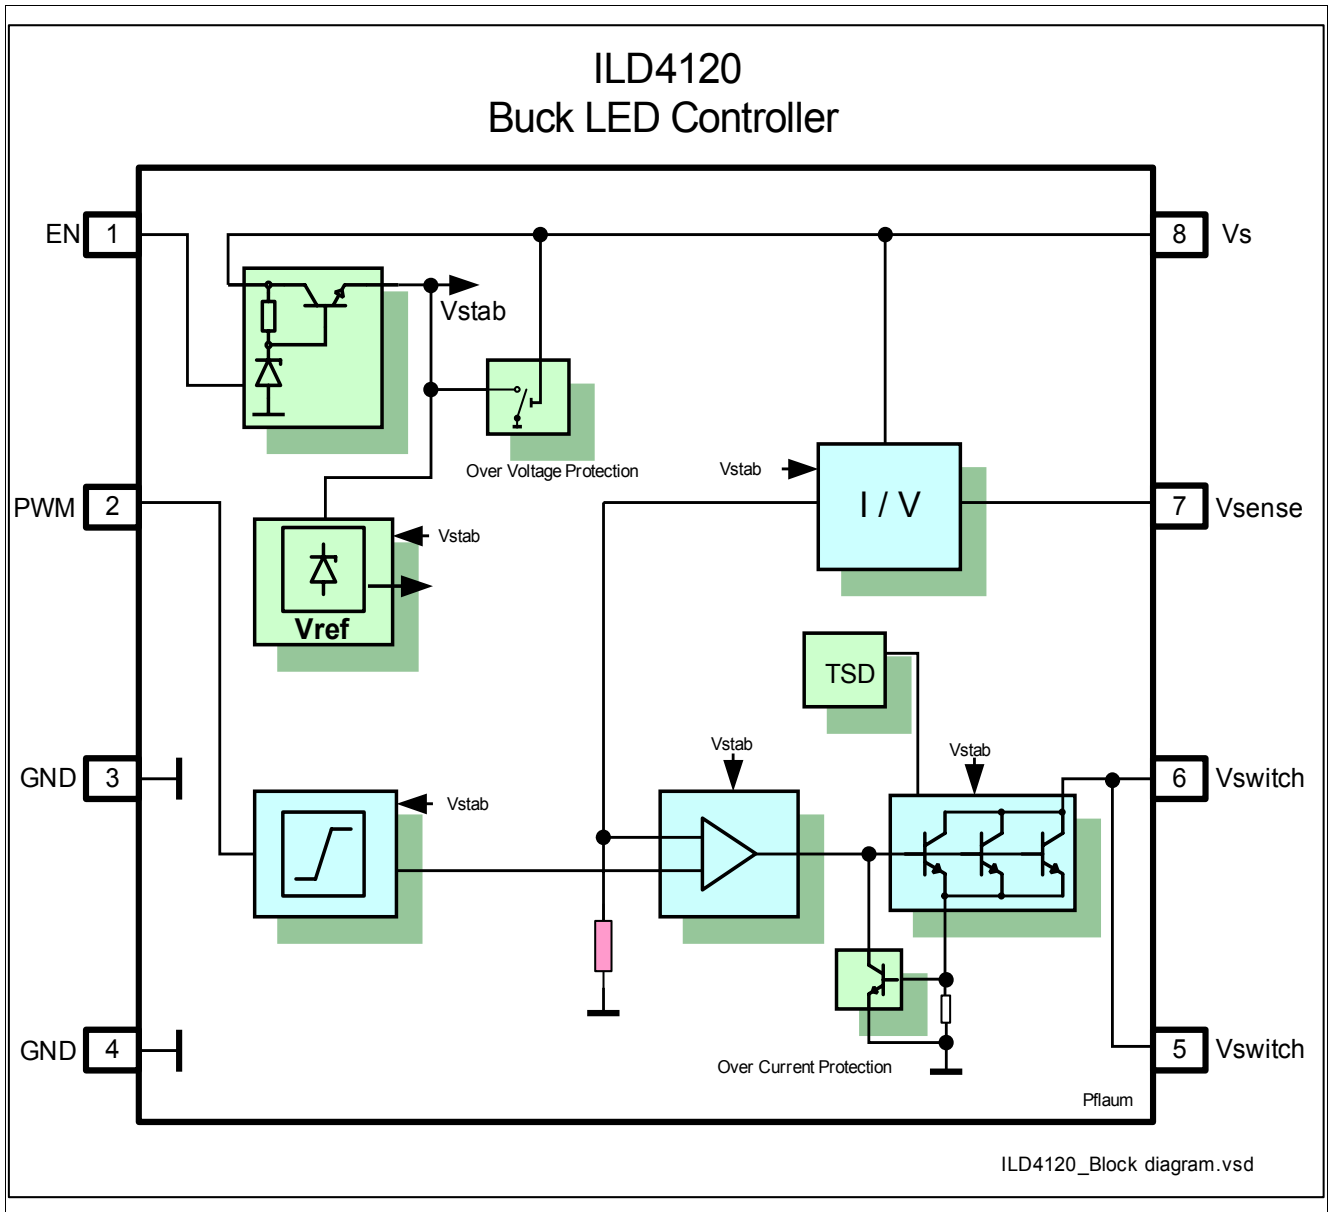 ILD4120
Buck LED Controller
EN 1
8 Vs
Vstab
Over Voltage Protection
Vstab
I / V
PWM 2
7 Vsense
Vstab
Vref
TSD
Vstab
Vstab
GND 3
6 Vswitch
Vstab
GND 4
5 Vswitch
Over Current Protection
Pflaum
ILD4120_Block diagram.vsd